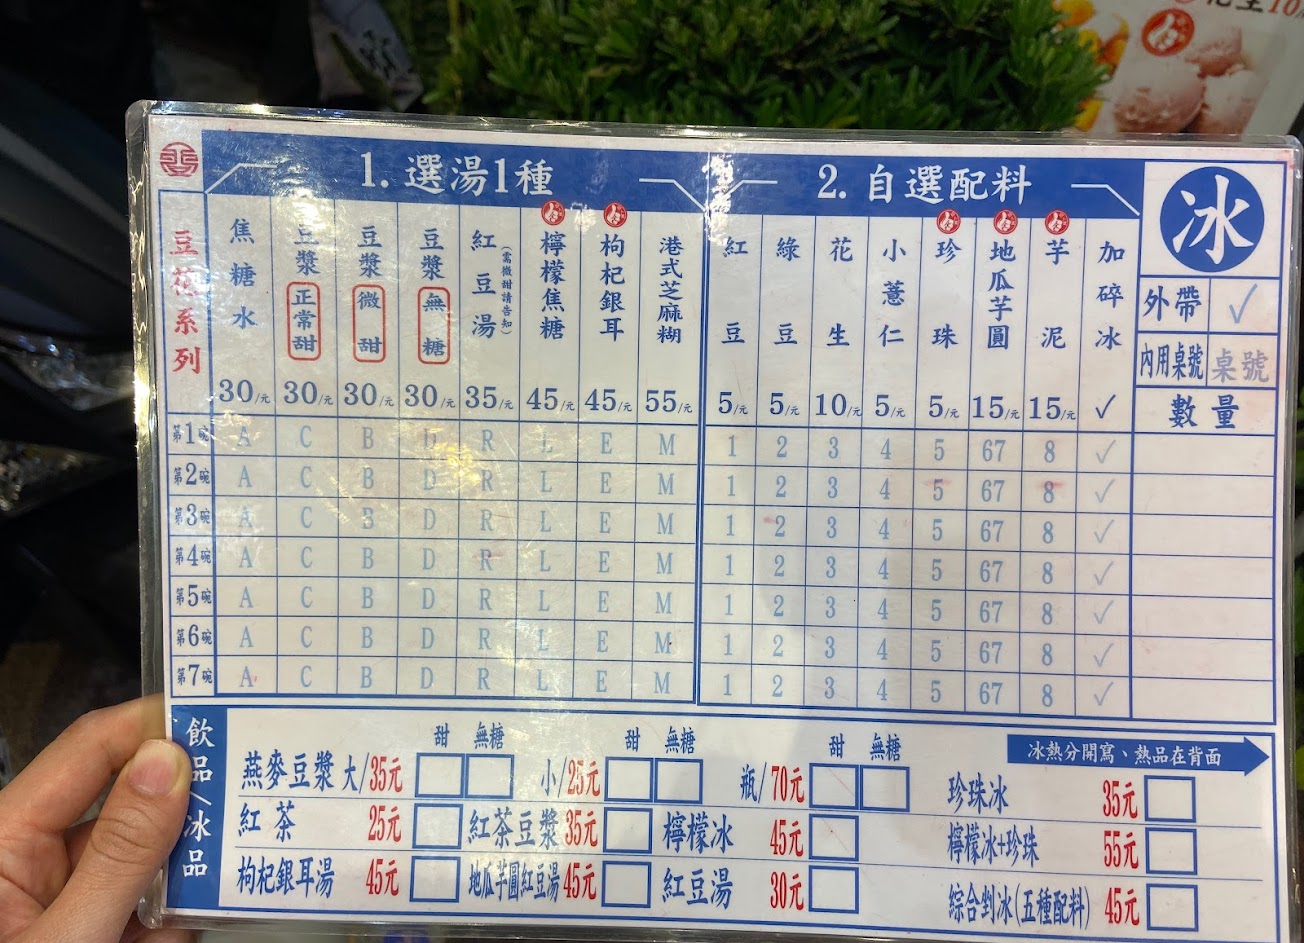 花生10
1. 選湯1種
2. 自選配料
冰
豆花系列
焦糖水
豆漿 正常甜
豆漿 微甜
豆漿 無糖
紅豆湯 (需微甜請告知)
檸檬焦糖
枸杞銀耳
港式芝麻糊
紅豆
綠豆
花生
小薏仁
珍珠
地瓜芋圓
芋泥
加碎冰
外帶 ✓
內用桌號 桌號
30/元 30/元 30/元 30/元 35/元 45/元 45/元 55/元 5/元 5/元 10/元 5/元 5/元 15/元 15/元 ✓ 數量
第1碗 A C B D R L E M 1 2 3 4 5 67 8 ✓
第2碗 A C B D R L E M 1 2 3 4 5 67 8 ✓
第3碗 A C B D R L E M 1 2 3 4 5 67 8 ✓
第4碗 A C B D R L E M 1 2 3 4 5 67 8 ✓
第5碗 A C B D R L E M 1 2 3 4 5 67 8 ✓
第6碗 A C B D R L E M 1 2 3 4 5 67 8 ✓
第7碗 A C B D R L E M 1 2 3 4 5 67 8 ✓
飲品/冰品
甜 無糖 甜 無糖 甜 無糖
冰熱分開寫、熱品在背面
燕麥豆漿 大/35元 小/25元 瓶/70元 珍珠冰 35元
紅茶 25元 紅茶豆漿 35元 檸檬冰 45元 檸檬冰+珍珠 55元
枸杞銀耳湯 45元 地瓜芋圓紅豆湯 45元 紅豆湯 30元 綜合剉冰(五種配料) 45元